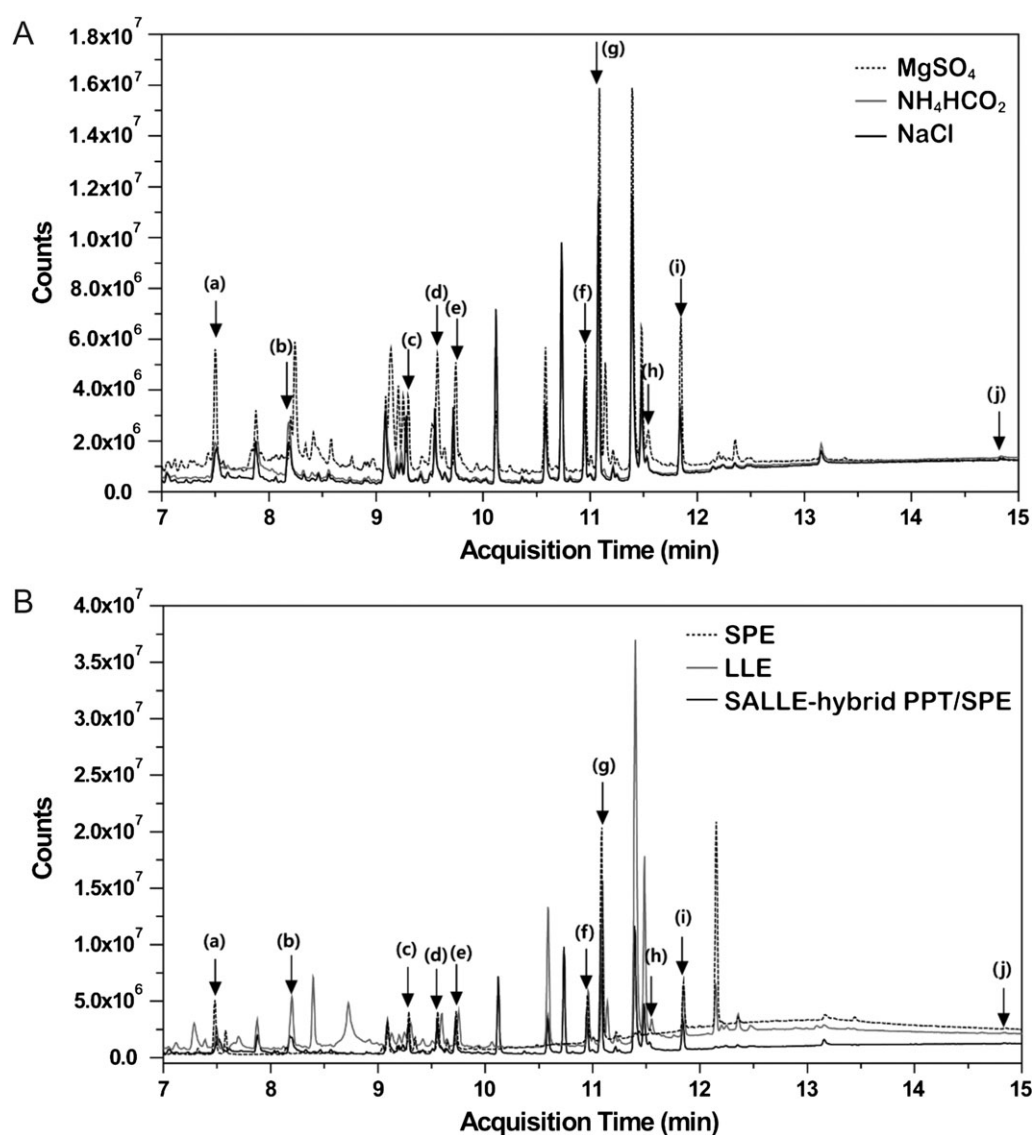 A
1.8x10⁷
1.6x10⁷
1.4x10⁷
1.2x10⁷
1.0x10⁷
8.0x10⁶
6.0x10⁶
4.0x10⁶
2.0x10⁶
0.0
Counts
(a)
(b)
(c)
(d)
(e)
(f)
(g)
(h)
(i)
(j)
MgSO₄
NH₄HCO₂
NaCl
7 8 9 10 11 12 13 14 15
Acquisition Time (min)
B
4.0x10⁷
3.5x10⁷
3.0x10⁷
2.5x10⁷
2.0x10⁷
1.5x10⁷
1.0x10⁷
5.0x10⁶
0.0
Counts
(a)
(b)
(c)
(d)
(e)
(f)
(g)
(h)
(i)
(j)
SPE
LLE
SALLE-hybrid PPT/SPE
7 8 9 10 11 12 13 14 15
Acquisition Time (min)